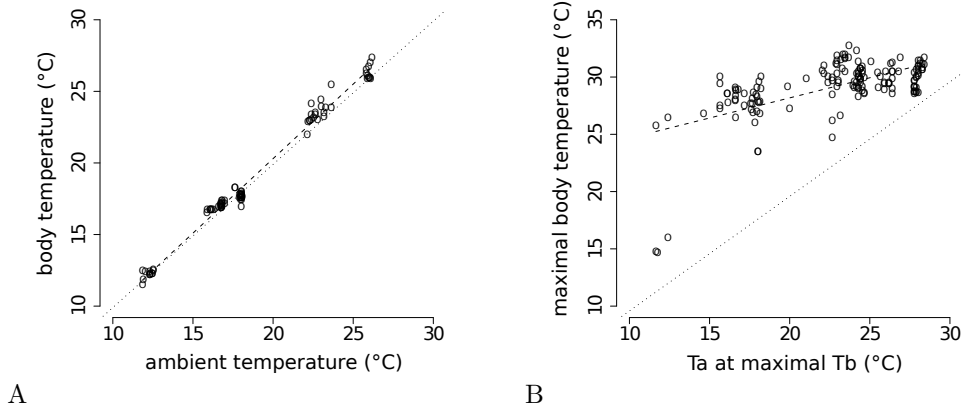 30
25
20
15
10
body temperature (°C)
10 15 20 25 30
ambient temperature (°C)
A
35
30
25
20
15
10
maximal body temperature (°C)
10 15 20 25 30
Ta at maximal Tb (°C)
B